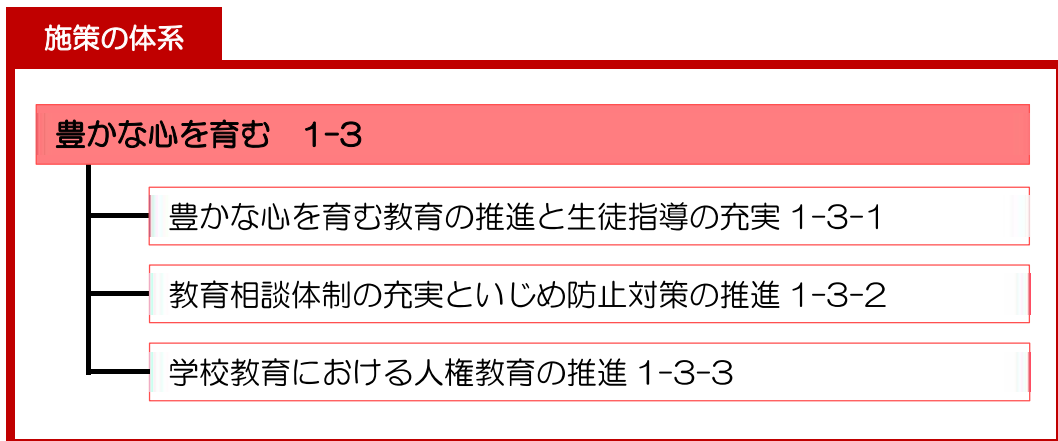 施策の体系
豊かな心を育む　1-3
豊かな心を育む教育の推進と生徒指導の充実 1-3-1
教育相談体制の充実といじめ防止対策の推進 1-3-2
学校教育における人権教育の推進 1-3-3